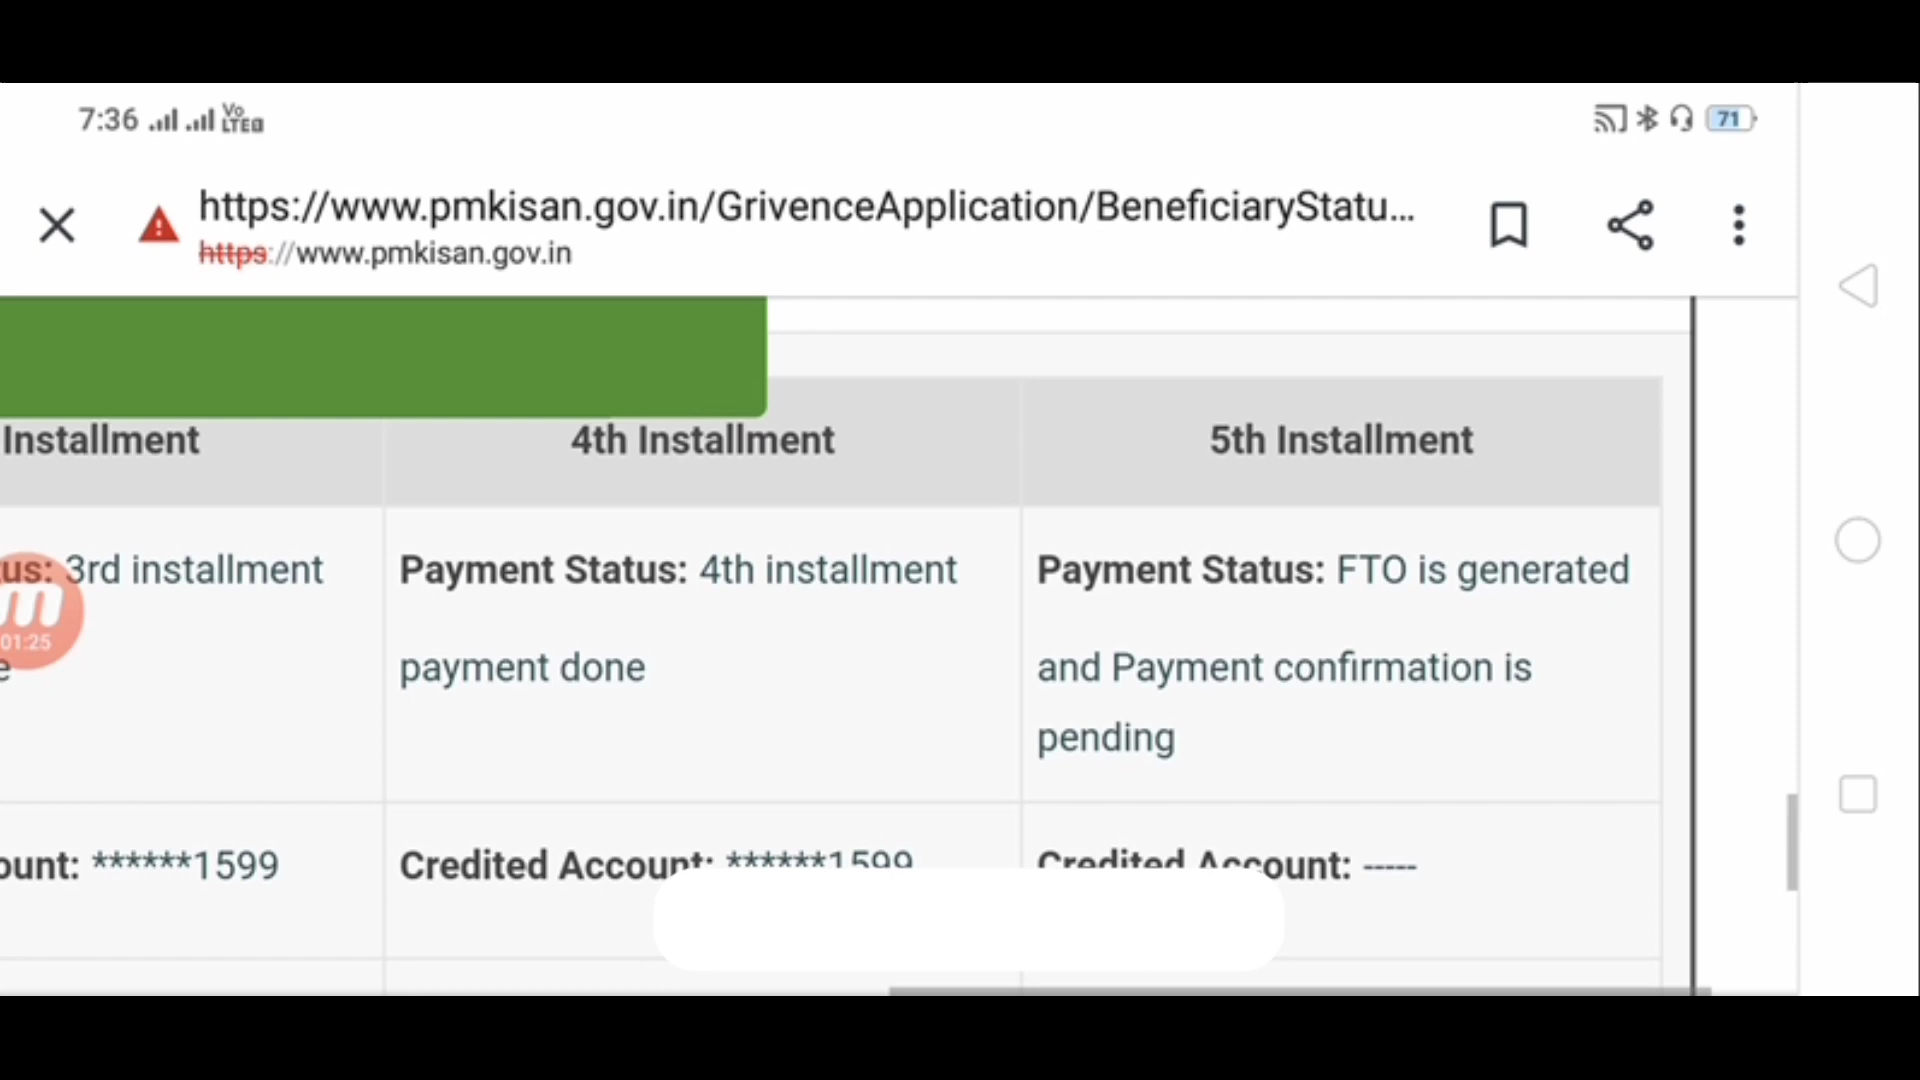 7:36 Vo LTE 71
https://www.pmkisan.gov.in/GrivenceApplication/BeneficiaryStatu...
https://www.pmkisan.gov.in
Installment 4th Installment 5th Installment
us: 3rd installment Payment Status: 4th installment Payment Status: FTO is generated
e payment done and Payment confirmation is
pending
01:25
ount: ******1599 Credited Account: ******1599 Credited Account: -----